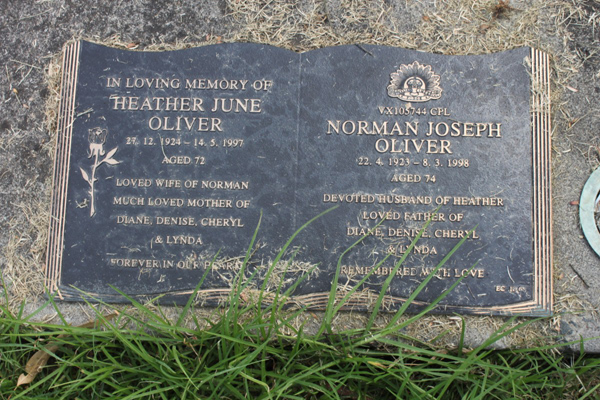 IN LOVING MEMORY OF
HEATHER JUNE
OLIVER
27. 12. 1924 – 14. 5. 1997
AGED 72
LOVED WIFE OF NORMAN
MUCH LOVED MOTHER OF
DIANE, DENISE, CHERYL
& LYNDA
FOREVER IN OUR
VX105744 CPL
NORMAN JOSEPH
OLIVER
22. 4. 1923 – 8. 3. 1998
AGED 74
DEVOTED HUSBAND OF HEATHER
LOVED FATHER OF
DIANE, DENISE, CHERYL
& LYNDA
REMEMBERED WITH LOVE